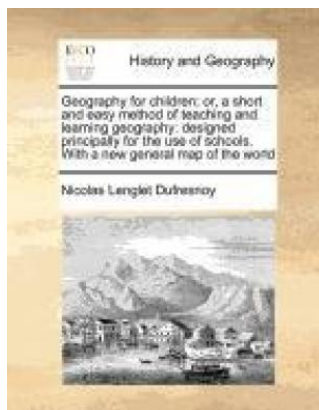 ECCO
History and Geography
Geography for children: or, a short
and easy method of teaching and
learning geography: designed
principally for the use of schools.
With a new general map of the world
Nicolas Lenglet Dufresnoy